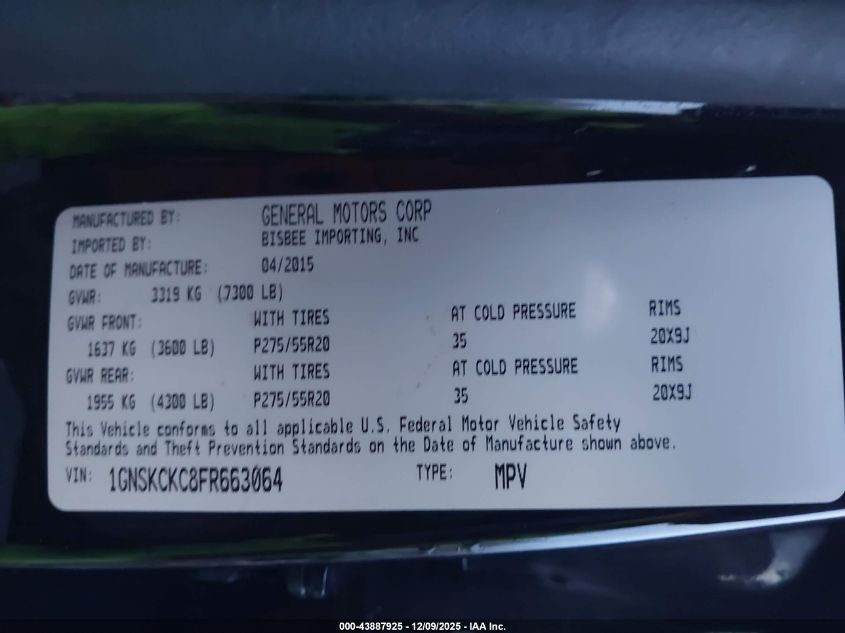 MANUFACTURED BY: GENERAL MOTORS CORP
IMPORTED BY: BISBEE IMPORTING, INC
DATE OF MANUFACTURE: 04/2015
GVWR: 3319 KG (7300 LB)
GVWR FRONT: WITH TIRES AT COLD PRESSURE RIMS
1637 KG (3600 LB) P275/55R20 35 20X9J
GVWR REAR: WITH TIRES AT COLD PRESSURE RIMS
1955 KG (4300 LB) P275/55R20 35 20X9J
This Vehicle conforms to all applicable U.S. Federal Motor Vehicle Safety
Standards and Theft Prevention Standards on the Date of Manufacture shown above.
VIN: 1GNSKCKC8FR663064 TYPE: MPV
000-43887925 - 12/09/2025 - IAA Inc.